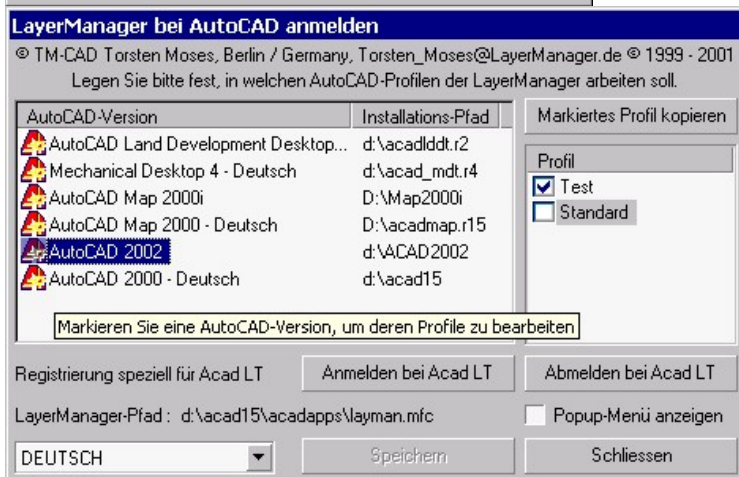 LayerManager bei AutoCAD anmelden
© TM-CAD Torsten Moses, Berlin / Germany, Torsten_Moses@LayerManager.de © 1999 - 2001
Legen Sie bitte fest, in welchen AutoCAD-Profilen der LayerManager arbeiten soll.
AutoCAD-Version Installations-Pfad
AutoCAD Land Development Desktop... d:\acadlddt.r2
Mechanical Desktop 4 - Deutsch d:\acad_mdt.r4
AutoCAD Map 2000i D:\Map2000i
AutoCAD Map 2000 - Deutsch D:\acadmap.r15
AutoCAD 2002 d:\ACAD2002
AutoCAD 2000 - Deutsch d:\acad15
Markieren Sie eine AutoCAD-Version, um deren Profile zu bearbeiten
Markiertes Profil kopieren
Profil
Test
Standard
Registrierung speziell für Acad LT Anmelden bei Acad LT Abmelden bei Acad LT
LayerManager-Pfad : d:\acad15\acadapps\layman.mfc Popup-Menü anzeigen
DEUTSCH Speichern Schliessen